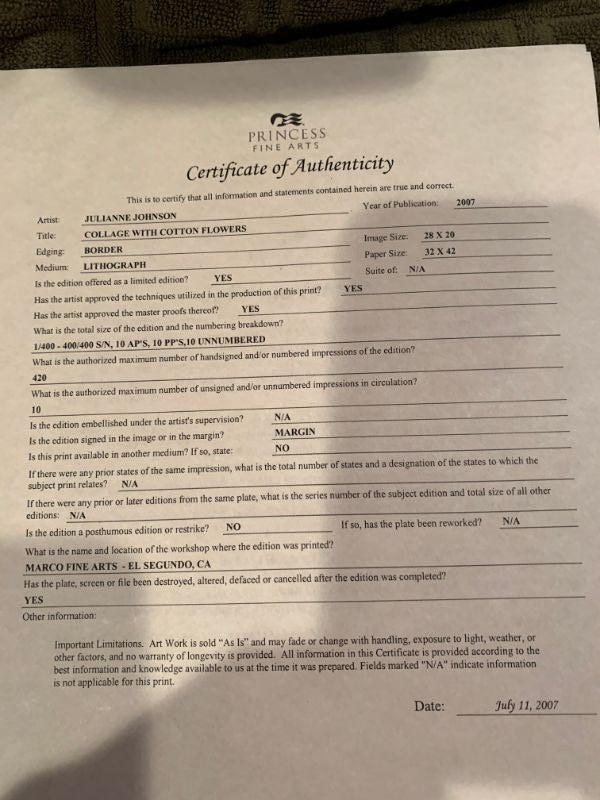 PRINCESS
FINE ARTS
Certificate of Authenticity
This is to certify that all information and statements contained herein are true and correct.
Artist: JULIANNE JOHNSON Year of Publication: 2007
Title: COLLAGE WITH COTTON FLOWERS
Edging: BORDER Image Size: 28 X 20
Medium: LITHOGRAPH Paper Size: 32 X 42
Is the edition offered as a limited edition? YES Suite of: N/A
Has the artist approved the techniques utilized in the production of this print? YES
Has the artist approved the master proofs thereof? YES
What is the total size of the edition and the numbering breakdown?
1/400 - 400/400 S/N, 10 AP'S, 10 PP'S,10 UNNUMBERED
What is the authorized maximum number of handsigned and/or numbered impressions of the edition?
420
What is the authorized maximum number of unsigned and/or unnumbered impressions in circulation?
10
Is the edition embellished under the artist's supervision? N/A
Is the edition signed in the image or in the margin? MARGIN
Is this print available in another medium? If so, state: NO
If there were any prior states of the same impression, what is the total number of states and a designation of the states to which the
subject print relates? N/A
If there were any prior or later editions from the same plate, what is the series number of the subject edition and total size of all other
editions: N/A
Is the edition a posthumous edition or restrike? NO If so, has the plate been reworked? N/A
What is the name and location of the workshop where the edition was printed?
MARCO FINE ARTS - EL SEGUNDO, CA
Has the plate, screen or file been destroyed, altered, defaced or cancelled after the edition was completed?
YES
Other information:
Important Limitations. Art Work is sold "As Is" and may fade or change with handling, exposure to light, weather, or
other factors, and no warranty of longevity is provided. All information in this Certificate is provided according to the
best information and knowledge available to us at the time it was prepared. Fields marked "N/A" indicate information
is not applicable for this print.
Date: July 11, 2007